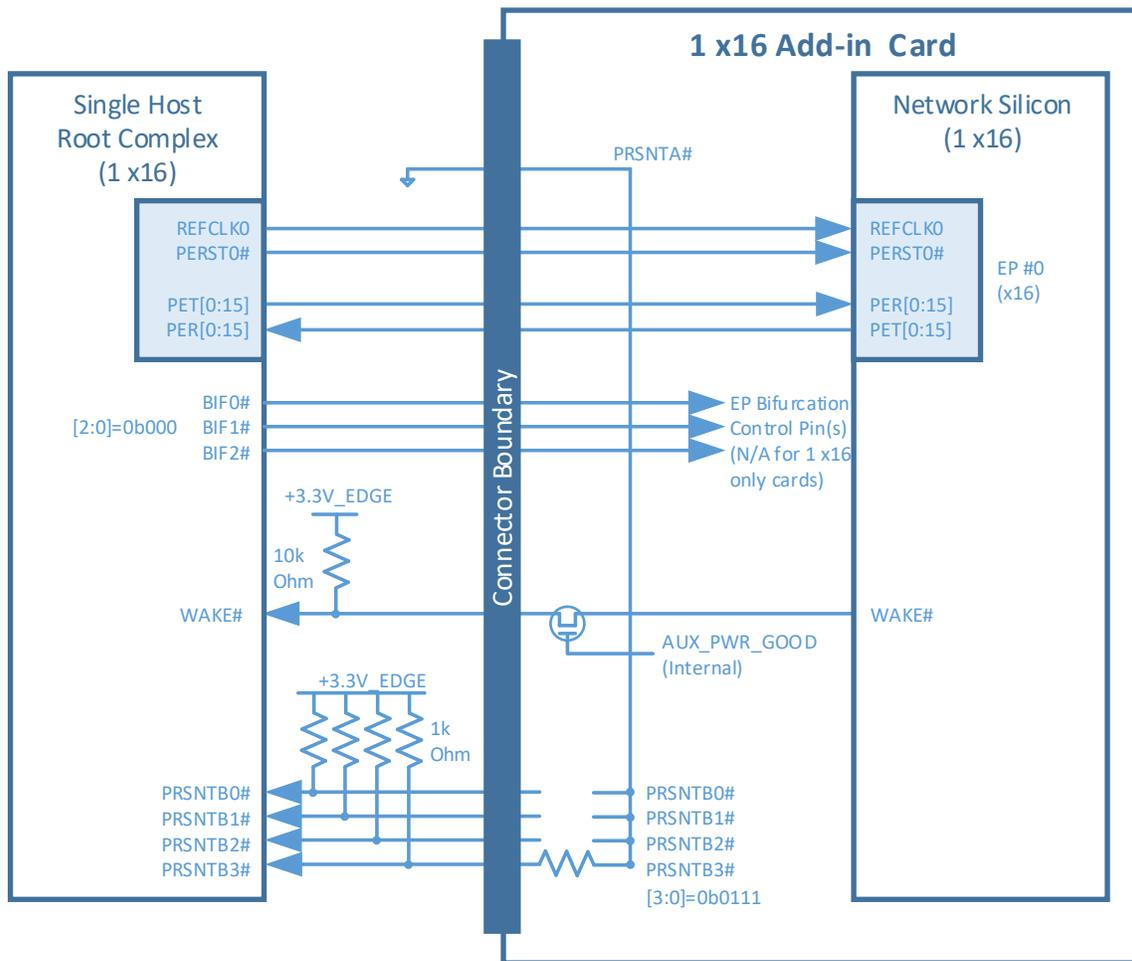 1 x16 Add-in Card
Single Host
Root Complex
(1 x16)
Network Silicon
(1 x16)
PRSNTA#
REFCLK0
PERST0#
PET[0:15]
PER[0:15]
REFCLK0
PERST0#
PER[0:15]
PET[0:15]
EP #0
(x16)
BIF0#
BIF1#
BIF2#
[2:0]=0b000
EP Bifurcation
Control Pin(s)
(N/A for 1 x16
only cards)
Connector Boundary
+3.3V_EDGE
10k
Ohm
WAKE#
WAKE#
AUX_PWR_GOOD
(Internal)
+3.3V_EDGE
1k
Ohm
PRSNTB0#
PRSNTB1#
PRSNTB2#
PRSNTB3#
PRSNTB0#
PRSNTB1#
PRSNTB2#
PRSNTB3#
[3:0]=0b0111